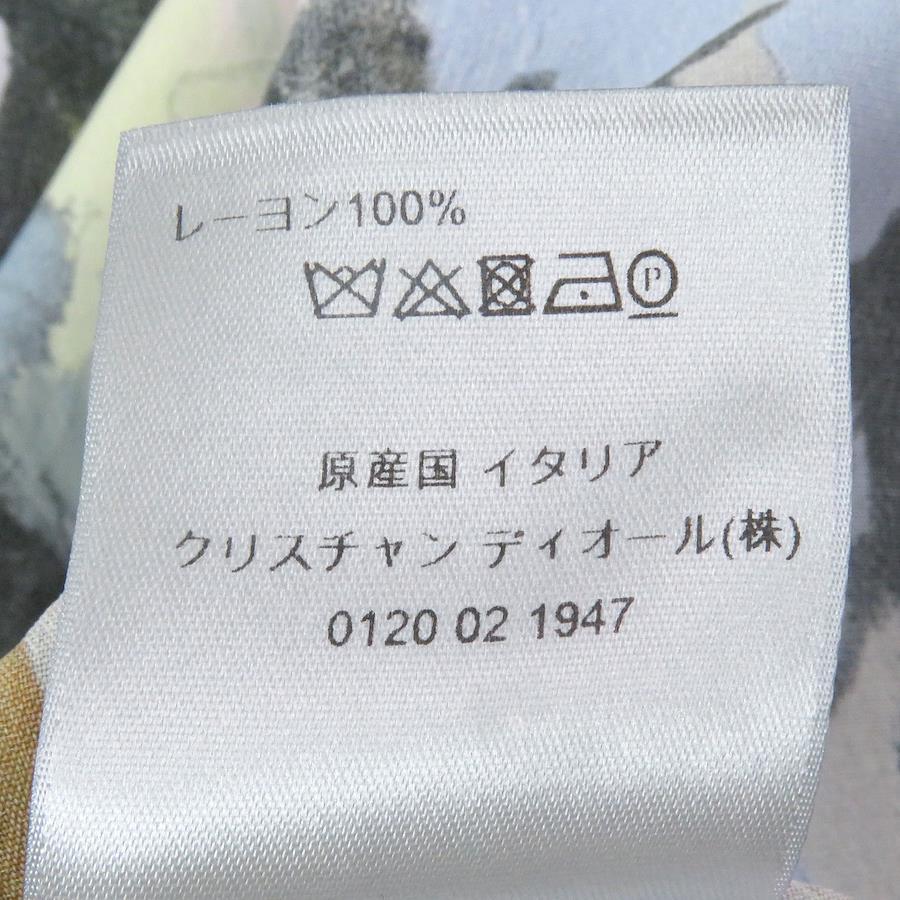 レーヨン100%
P
原産国 イタリア
クリスチャン ディオール(株)
0120 02 1947